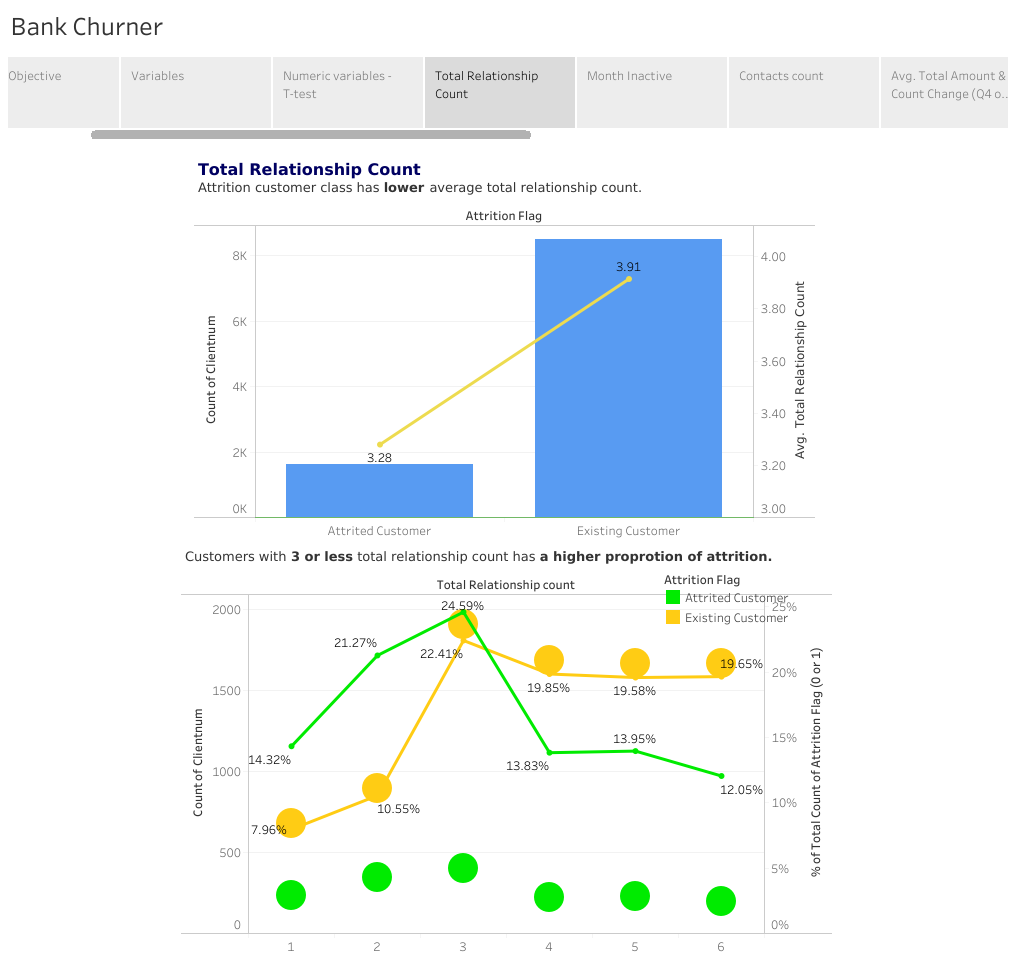 Bank Churner
Objective
Variables
Numeric variables -
T-test
Total Relationship
Count
Month Inactive
Contacts count
Avg. Total Amount &
Count Change (Q4 o..
Total Relationship Count
Attrition customer class has lower average total relationship count.
Attrition Flag
8K
6K
4K
2K
0K
Count of Clientnum
3.28
3.91
4.00
3.80
3.60
3.40
3.20
3.00
Avg. Total Relationship Count
Attrited Customer
Existing Customer
Customers with 3 or less total relationship count has a higher proprotion of attrition.
Total Relationship count
Attrition Flag
Attrited Customer
Existing Customer
2000
1500
1000
500
0
Count of Clientnum
24.59%
21.27%
22.41%
14.32%
7.96%
10.55%
19.85%
19.58%
19.65%
13.83%
13.95%
12.05%
25%
20%
15%
10%
5%
0%
% of Total Count of Attrition Flag (0 or 1)
1
2
3
4
5
6